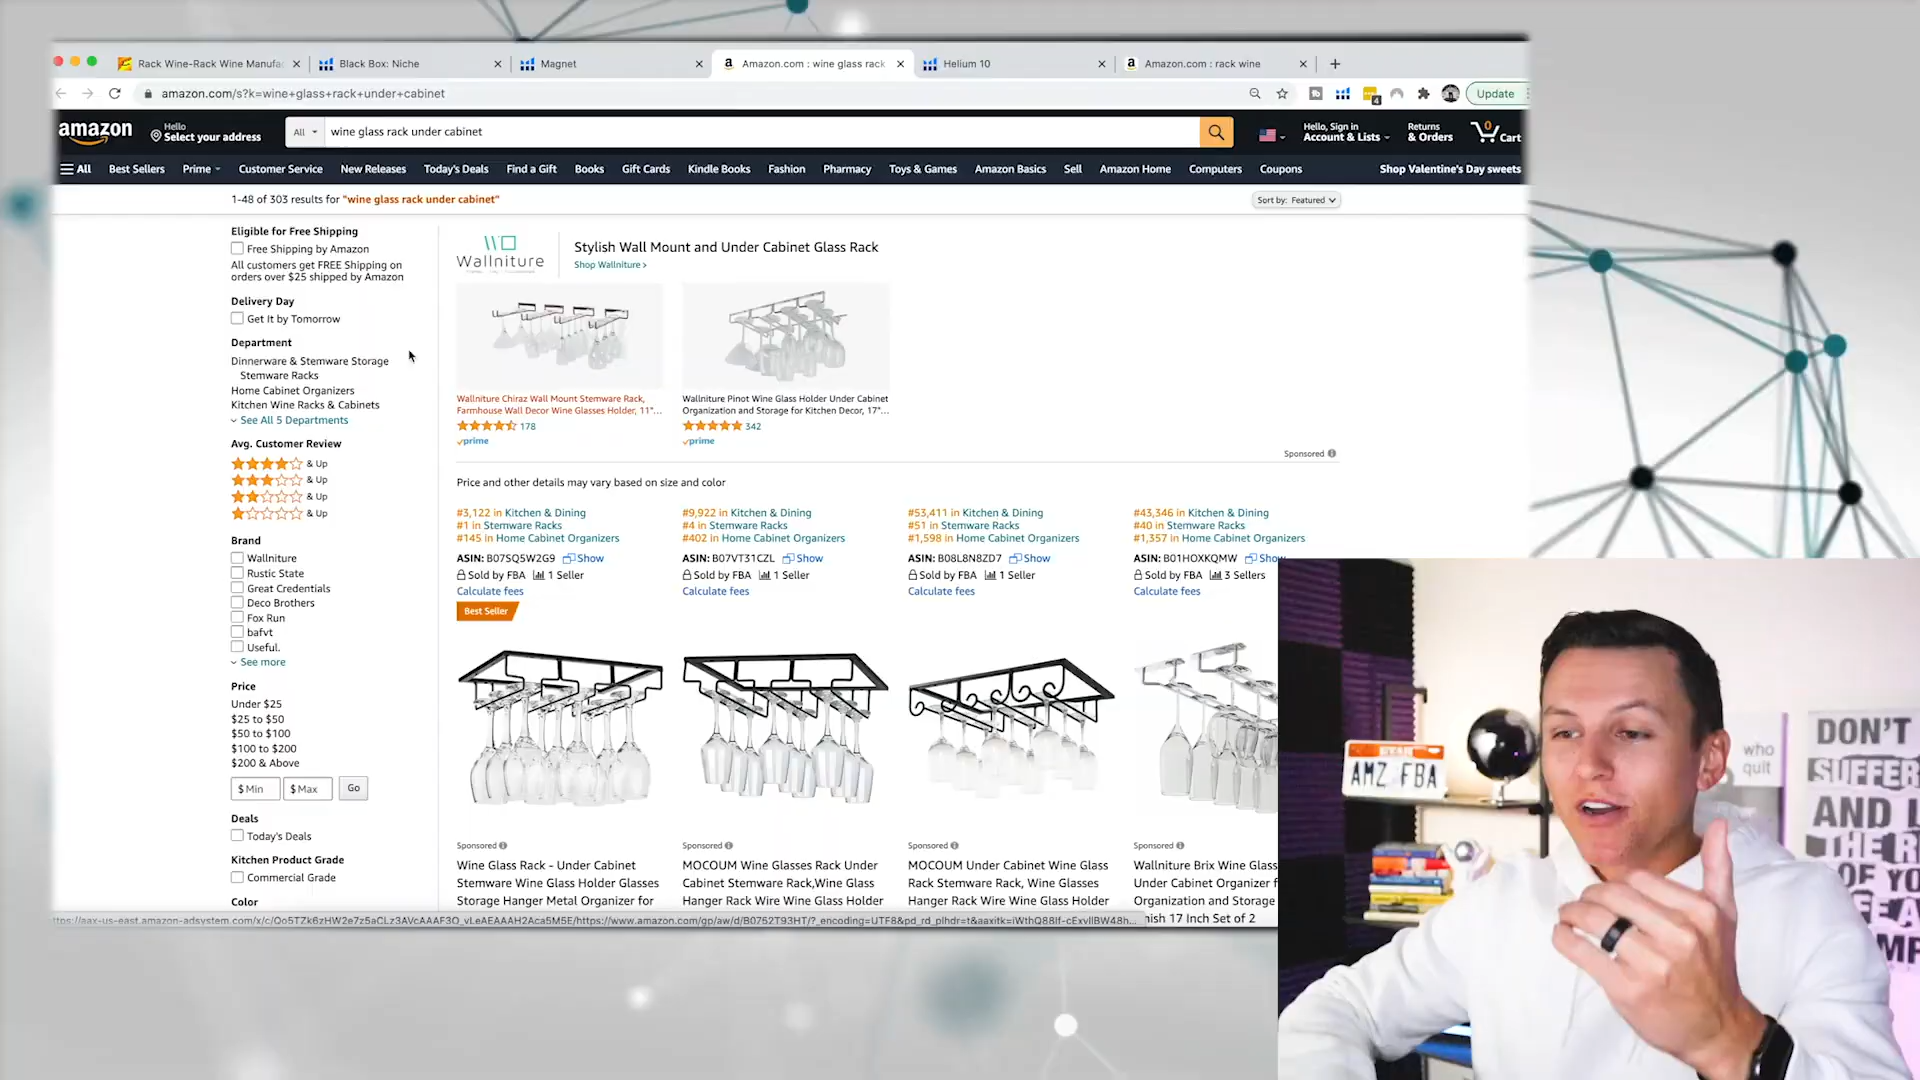 Rack Wine-Rack Wine Manufa
Black Box: Niche
Magnet
Amazon.com : wine glass rack
Helium 10
Amazon.com : rack wine
amazon.com/s?k=wine+glass+rack+under+cabinet
4
Update
amazon
Hello
Select your address
All
wine glass rack under cabinet
Hello, Sign in
Account & Lists
Returns
& Orders
0
Cart
All
Best Sellers
Prime
Customer Service
New Releases
Today's Deals
Find a Gift
Books
Gift Cards
Kindle Books
Fashion
Pharmacy
Toys & Games
Amazon Basics
Sell
Amazon Home
Computers
Coupons
Shop Valentine's Day sweets
1-48 of 303 results for "wine glass rack under cabinet"
Sort by: Featured
Eligible for Free Shipping
Free Shipping by Amazon
All customers get FREE Shipping on
orders over $25 shipped by Amazon
Delivery Day
Get It by Tomorrow
Department
Dinnerware & Stemware Storage
Stemware Racks
Home Cabinet Organizers
Kitchen Wine Racks & Cabinets
See All 5 Departments
Avg. Customer Review
& Up
& Up
& Up
& Up
Brand
Wallniture
Rustic State
Great Credentials
Deco Brothers
Fox Run
bafvt
Useful.
See more
Price
Under $25
$25 to $50
$50 to $100
$100 to $200
$200 & Above
$ Min
$ Max
Go
Deals
Today's Deals
Kitchen Product Grade
Commercial Grade
Color
Wallniture
Stylish Wall Mount and Under Cabinet Glass Rack
Shop Wallniture ›
Wallniture Chiraz Wall Mount Stemware Rack,
Farmhouse Wall Decor Wine Glasses Holder, 11"...
178
prime
Wallniture Pinot Wine Glass Holder Under Cabinet
Organization and Storage for Kitchen Decor, 17"...
342
prime
Sponsored
Price and other details may vary based on size and color
#3,122 in Kitchen & Dining
#1 in Stemware Racks
#145 in Home Cabinet Organizers
ASIN: B07SQ5W2G9 Show
Sold by FBA 1 Seller
Calculate fees
Best Seller
Sponsored
Wine Glass Rack - Under Cabinet
Stemware Wine Glass Holder Glasses
Storage Hanger Metal Organizer for
#9,922 in Kitchen & Dining
#4 in Stemware Racks
#402 in Home Cabinet Organizers
ASIN: B07VT31CZL Show
Sold by FBA 1 Seller
Calculate fees
Sponsored
MOCOUM Wine Glasses Rack Under
Cabinet Stemware Rack,Wine Glass
Hanger Rack Wire Wine Glass Holder
#53,411 in Kitchen & Dining
#51 in Stemware Racks
#1,598 in Home Cabinet Organizers
ASIN: B08L8N8ZD7 Show
Sold by FBA 1 Seller
Calculate fees
Sponsored
MOCOUM Under Cabinet Wine Glass
Rack Stemware Rack, Wine Glasses
Hanger Rack Wire Wine Glass Holder
#43,346 in Kitchen & Dining
#40 in Stemware Racks
#1,357 in Home Cabinet Organizers
ASIN: B01HOXKQMW Show
Sold by FBA 3 Sellers
Calculate fees
Sponsored
Wallniture Brix Wine Glass
Under Cabinet Organizer f
Organization and Storage
nish 17 Inch Set of 2
AMZ FBA
who
quit
DON'T
SUFFER
AND L
THE R
OF YO